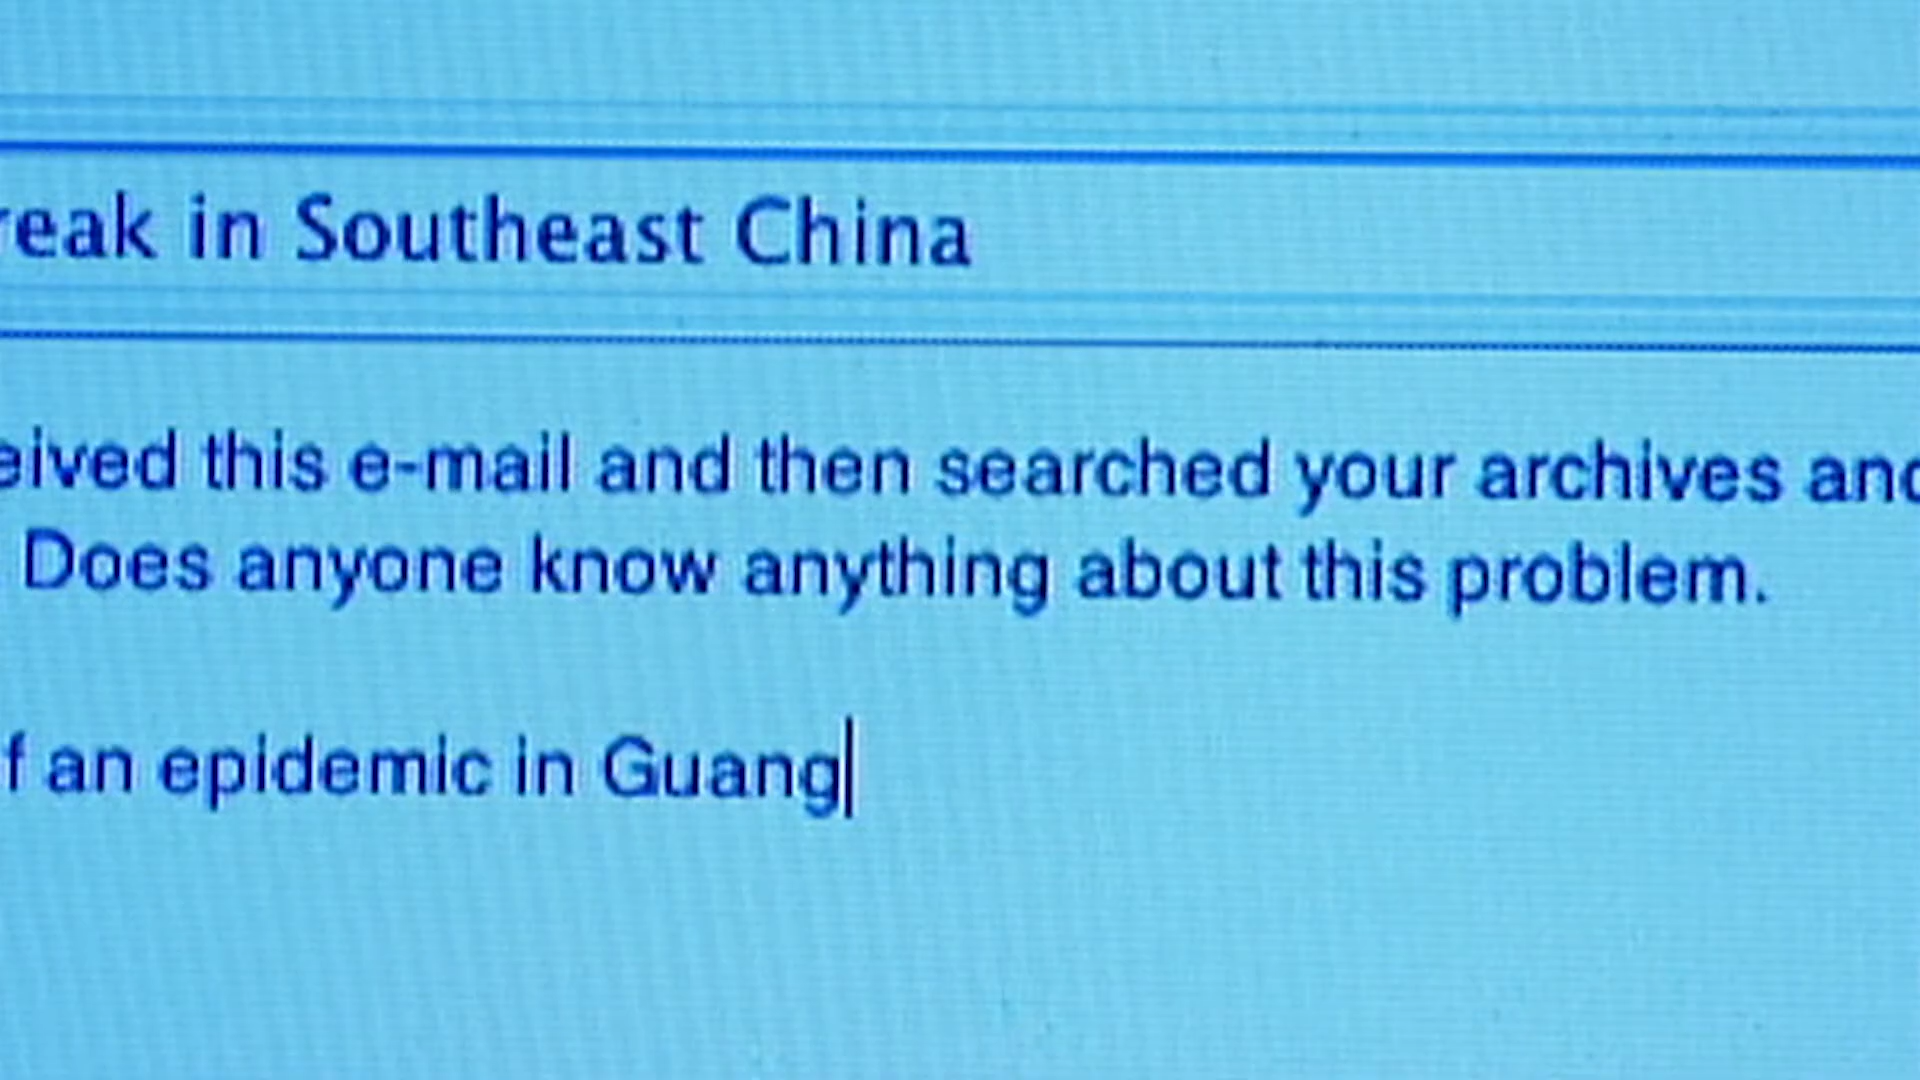 reak in Southeast China
eived this e-mail and then searched your archives and
Does anyone know anything about this problem.
f an epidemic in Guang